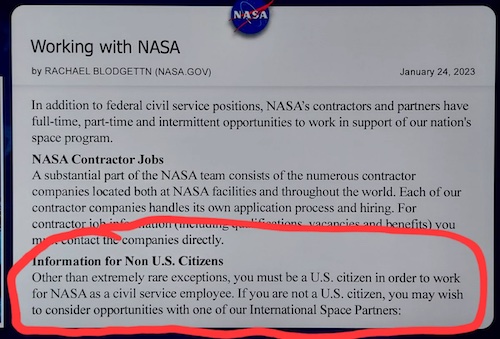 NASA
Working with NASA
by RACHAEL BLODGETTN (NASA.GOV) January 24, 2023
In addition to federal civil service positions, NASA's contractors and partners have
full-time, part-time and intermittent opportunities to work in support of our nation's
space program.
NASA Contractor Jobs
A substantial part of the NASA team consists of the numerous contractor
companies located both at NASA facilities and throughout the world. Each of our
contractor companies handles its own application process and hiring. For
contractor job information (including qualifications, vacancies and benefits) you
must contact the companies directly.
Information for Non U.S. Citizens
Other than extremely rare exceptions, you must be a U.S. citizen in order to work
for NASA as a civil service employee. If you are not a U.S. citizen, you may wish
to consider opportunities with one of our International Space Partners: